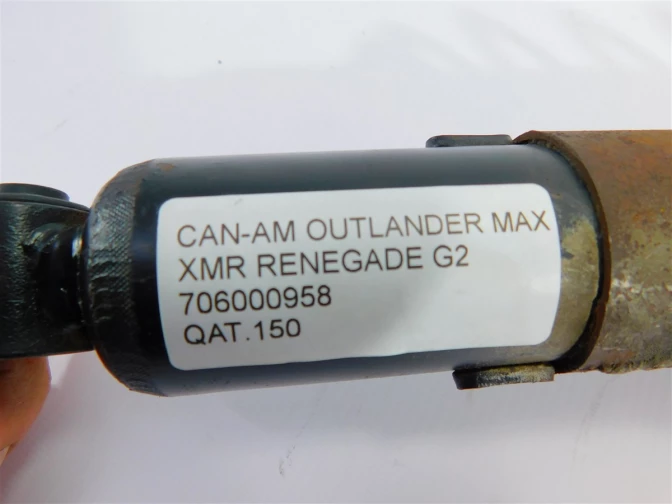 CAN-AM OUTLANDER MAX
XMR RENEGADE G2
706000958
QAT.150